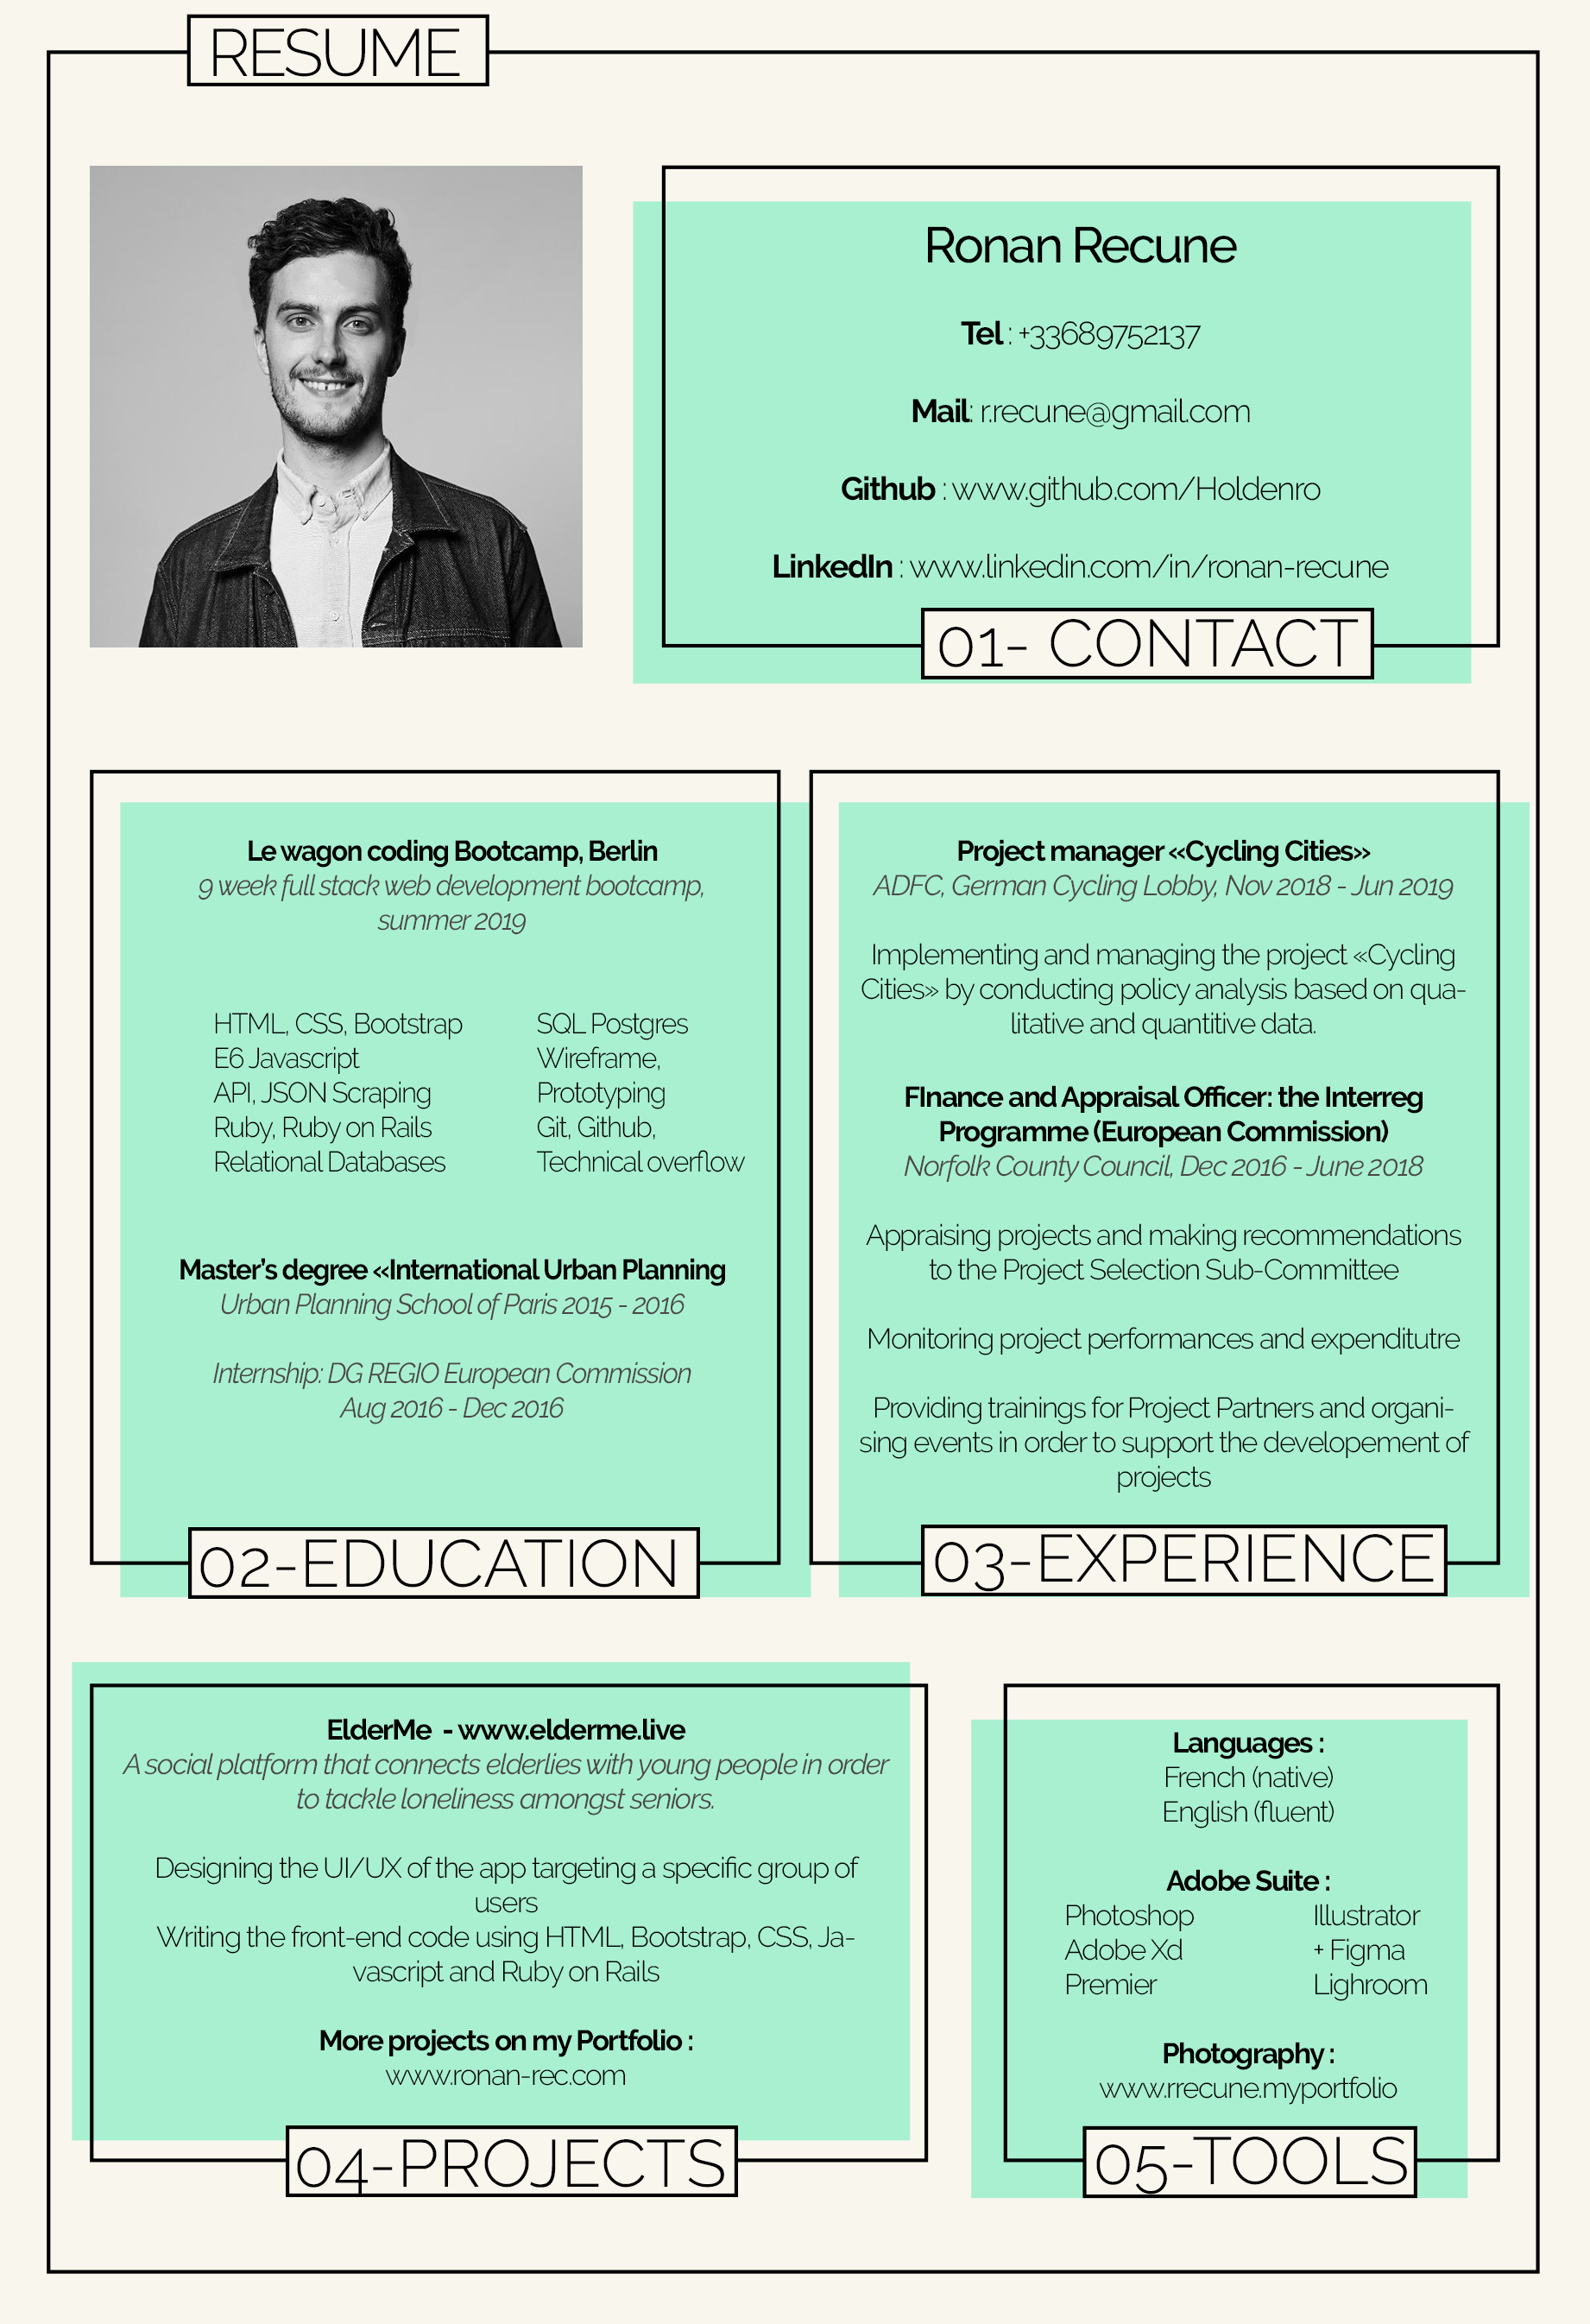 RESUME
Ronan Recune
Tel : +33689752137
Mail: r.recune@gmail.com
Github : www.github.com/Holdenro
LinkedIn : www.linkedin.com/in/ronan-recune
01- CONTACT
Le wagon coding Bootcamp, Berlin
9 week full stack web development bootcamp,
summer 2019
HTML, CSS, Bootstrap
E6 Javascript
API, JSON Scraping
Ruby, Ruby on Rails
Relational Databases
SQL Postgres
Wireframe,
Prototyping
Git, Github,
Technical overflow
Master's degree «International Urban Planning
Urban Planning School of Paris 2015 - 2016
Internship: DG REGIO European Commission
Aug 2016 - Dec 2016
02-EDUCATION
Project manager «Cycling Cities»
ADFC, German Cycling Lobby, Nov 2018 - Jun 2019
Implementing and managing the project «Cycling
Cities» by conducting policy analysis based on qua-
litative and quantitive data.
FInance and Appraisal Officer: the Interreg
Programme (European Commission)
Norfolk County Council, Dec 2016 - June 2018
Appraising projects and making recommendations
to the Project Selection Sub-Committee
Monitoring project performances and expenditutre
Providing trainings for Project Partners and organi-
sing events in order to support the developement of
projects
03-EXPERIENCE
ElderMe - www.elderme.live
A social platform that connects elderlies with young people in order
to tackle loneliness amongst seniors.
Designing the UI/UX of the app targeting a specific group of
users
Writing the front-end code using HTML, Bootstrap, CSS, Ja-
vascript and Ruby on Rails
More projects on my Portfolio :
www.ronan-rec.com
04-PROJECTS
Languages :
French (native)
English (fluent)
Adobe Suite :
Photoshop
Adobe Xd
Premier
Illustrator
+ Figma
Lighroom
Photography :
www.rrecune.myportfolio
05-TOOLS